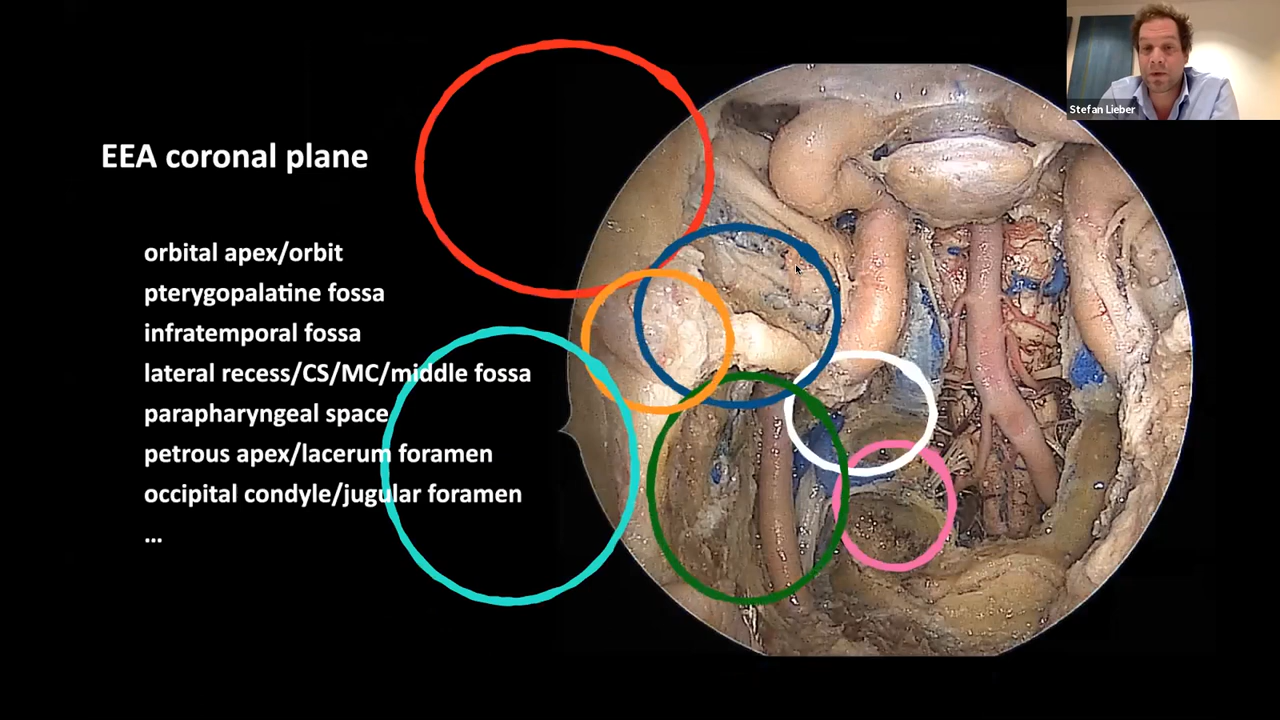 Stefan Lieber
EEA coronal plane
orbital apex/orbit
pterygopalatine fossa
infratemporal fossa
lateral recess/CS/MC/middle fossa
parapharyngeal space
petrous apex/lacerum foramen
occipital condyle/jugular foramen
...